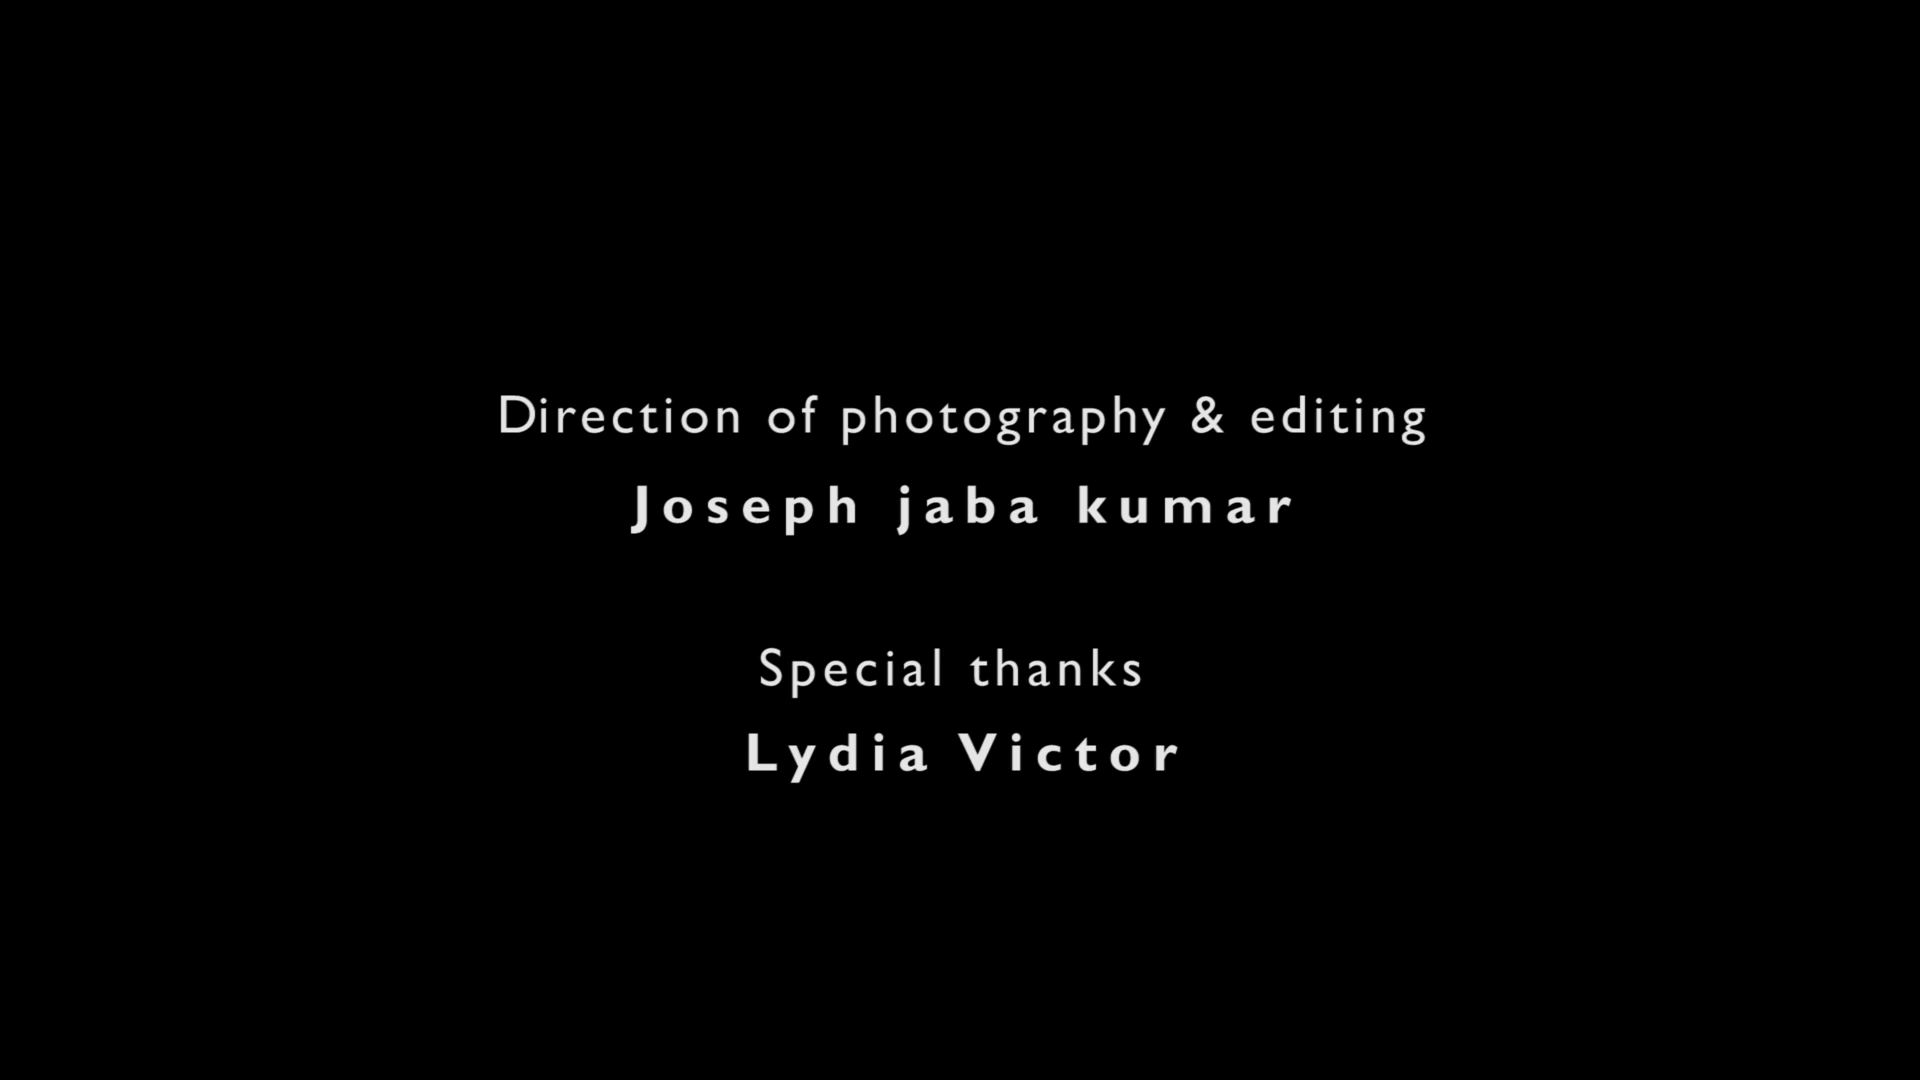 Direction of photography & editing
Joseph jaba kumar
Special thanks
Lydia Victor